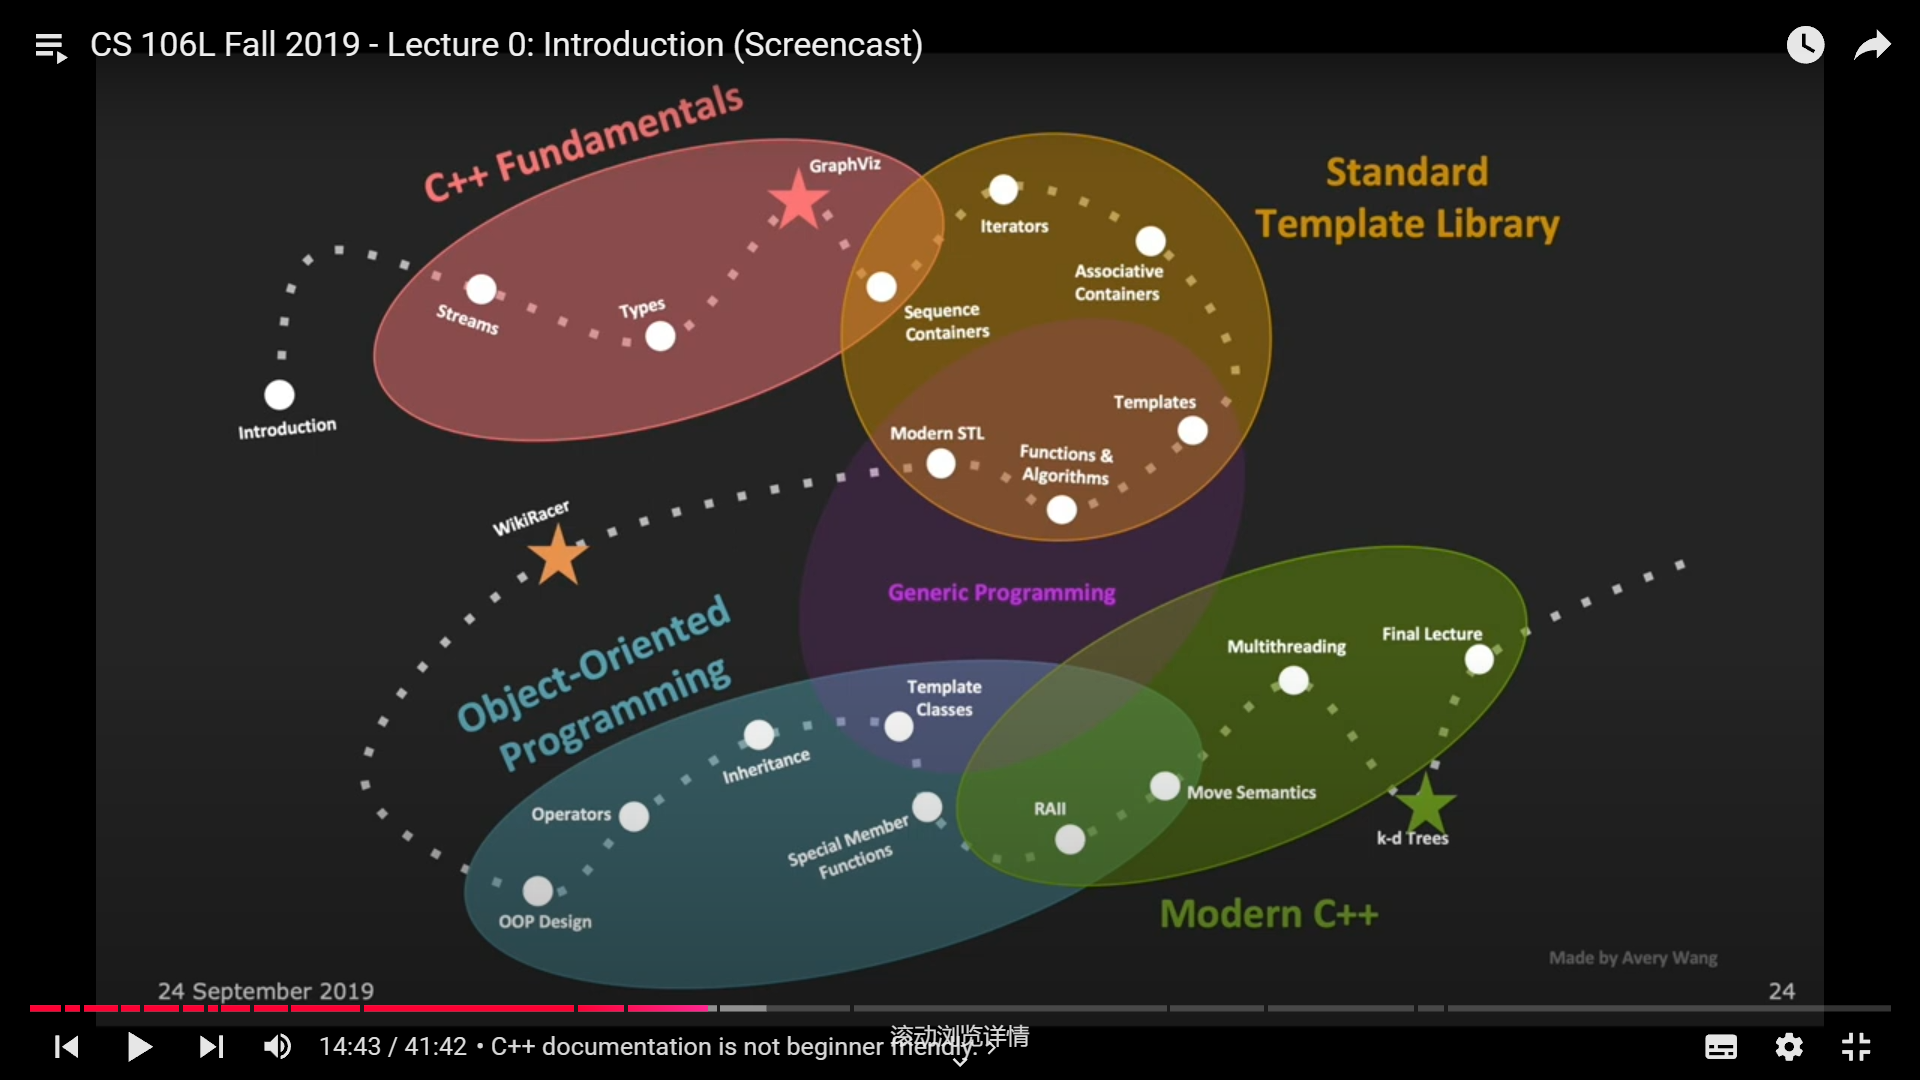 CS 106L Fall 2019 - Lecture 0: Introduction (Screencast)
C++ Fundamentals
GraphViz
Standard
Template Library
Iterators
Associative
Containers
Streams
Types
Sequence
Containers
Introduction
Templates
Modern STL
Functions &
Algorithms
WikiRacer
Generic Programming
Object-Oriented
Programming
Multithreading
Final Lecture
Template
Classes
Inheritance
Operators
Special Member
Functions
RAII
Move Semantics
k-d Trees
OOP Design
Modern C++
Made by Avery Wang
24 September 2019
24
滚动浏览详情
14:43 / 41:42 • C++ documentation is not beginner friendly.